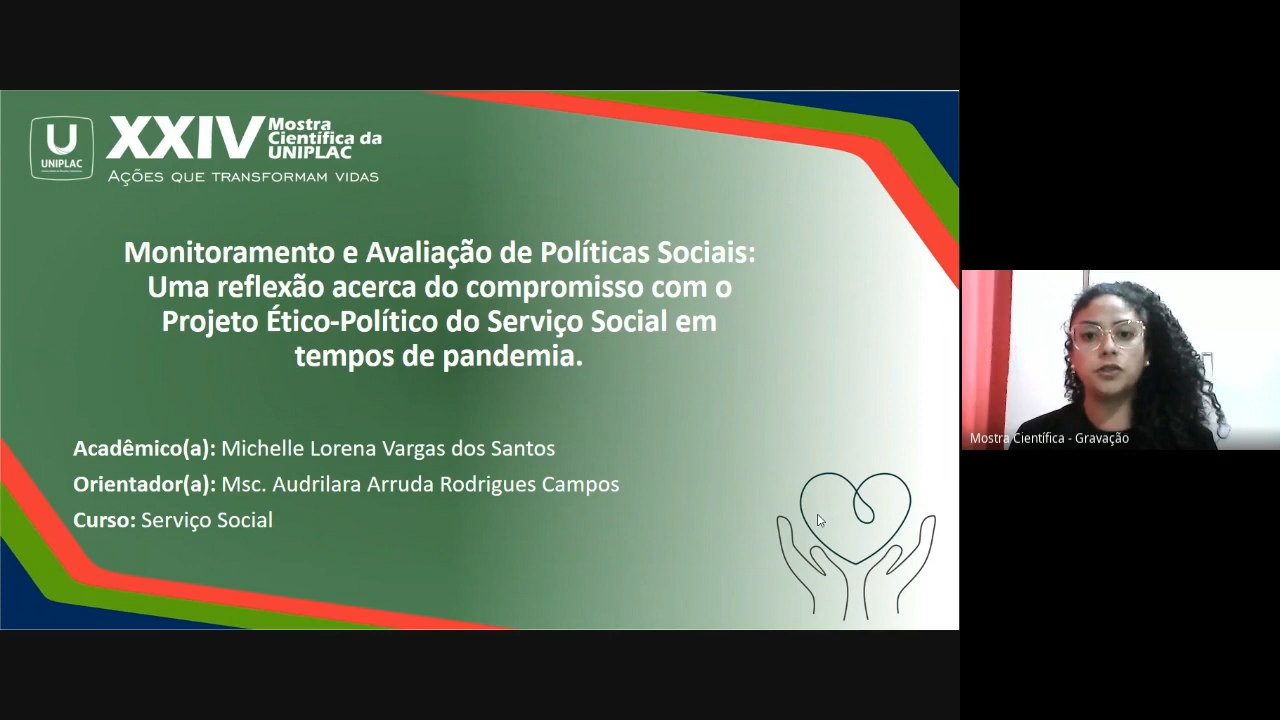 U
UNIPLAC
XXIV Mostra
Científica da
UNIPLAC
AÇÕES QUE TRANSFORMAM VIDAS
Monitoramento e Avaliação de Políticas Sociais:
Uma reflexão acerca do compromisso com o
Projeto Ético-Político do Serviço Social em
tempos de pandemia.
Acadêmico(a): Michelle Lorena Vargas dos Santos
Orientador(a): Msc. Audrilara Arruda Rodrigues Campos
Curso: Serviço Social
Mostra Científica - Gravação